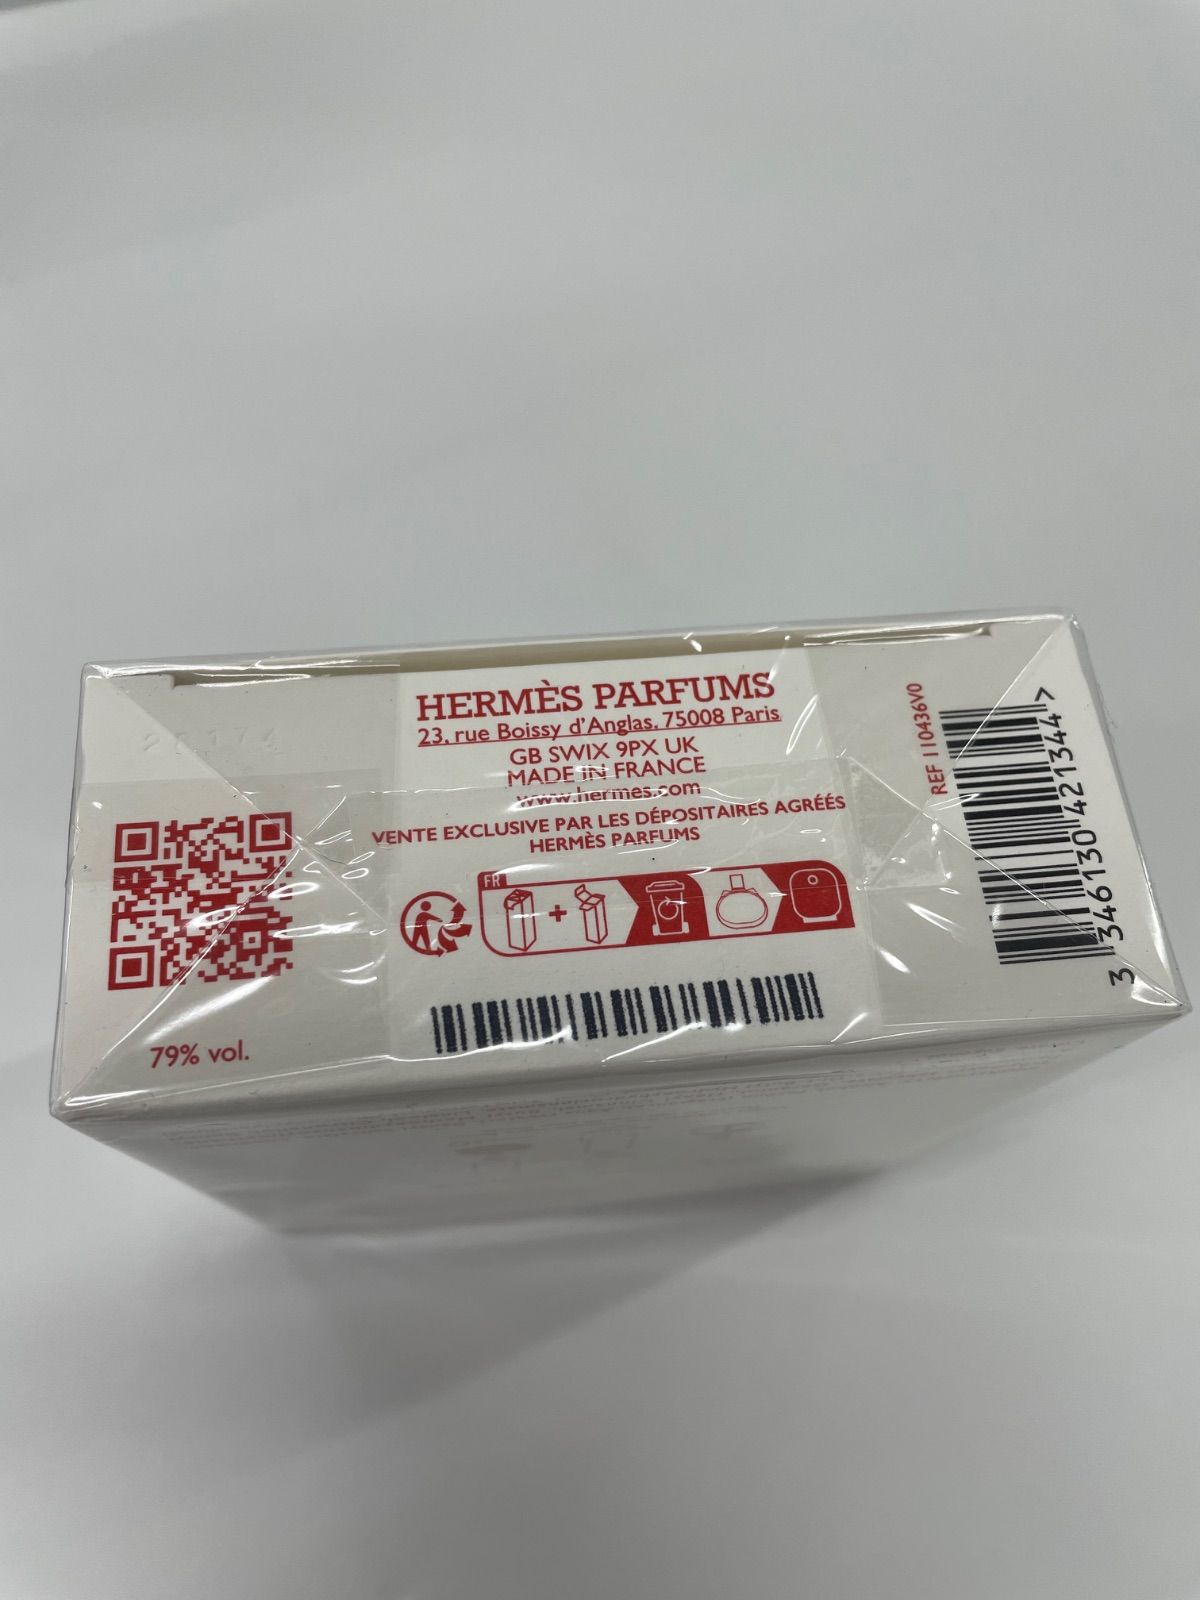 HERMÈS PARFUMS
23, rue Boissy d'Anglas, 75008 Paris
GB SWIX 9PX UK
MADE IN FRANCE
www.hermes.com
VENTE EXCLUSIVE PAR LES DÉPOSITAIRES AGRÉÉS
HERMÈS PARFUMS
FR
79% vol.
REF 110436V0
3 346130 421344 >